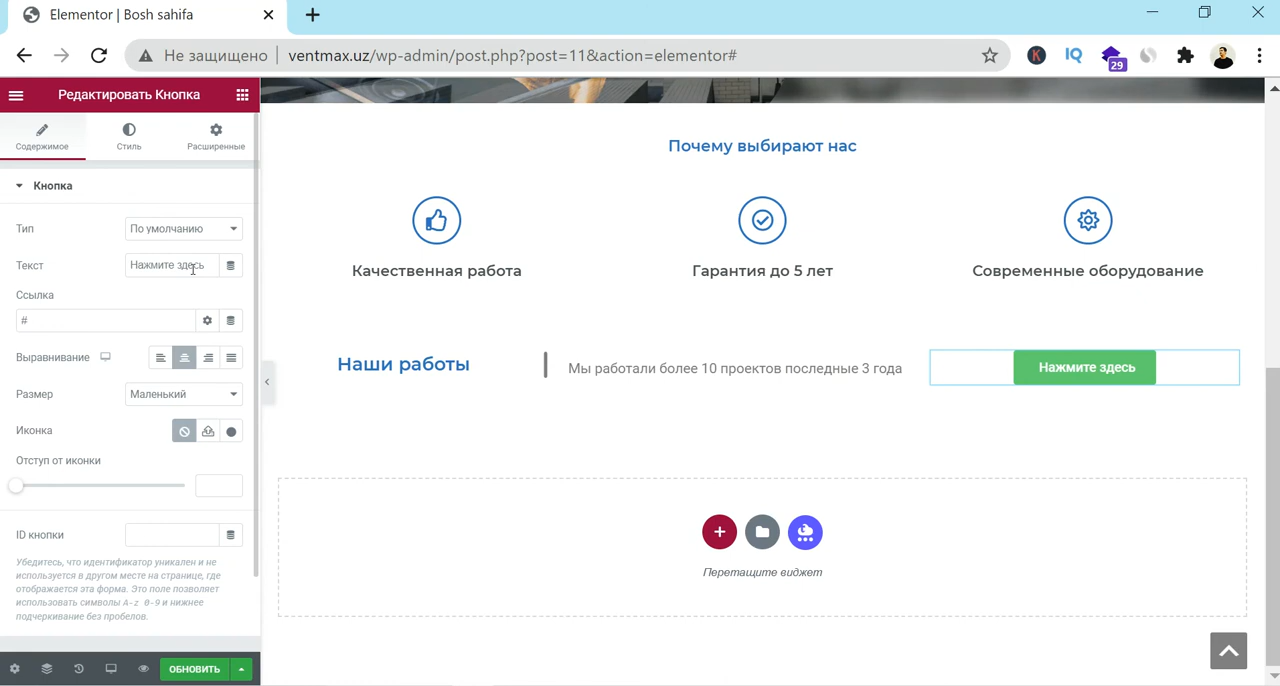 Elementor | Bosh sahifa
Не защищено
ventmax.uz/wp-admin/post.php?post=11&action=elementor#
K
IQ
29
Редактировать Кнопка
Содержимое
Стиль
Расширенные
Кнопка
Тип
По умолчанию
Текст
Нажмите здесь
Ссылка
#
Выравнивание
Размер
Маленький
Иконка
Отступ от иконки
ID кнопки
Убедитесь, что идентификатор уникален и не
используется в другом месте на странице, где
отображается эта форма. Это поле позволяет
использовать символы A-z 0-9 и нижнее
подчеркивание без пробелов.
ОБНОВИТЬ
Почему выбирают нас
Качественная работа
Гарантия до 5 лет
Современные оборудование
Наши работы
Мы работали более 10 проектов последные 3 года
Нажмите здесь
Перетащите виджет